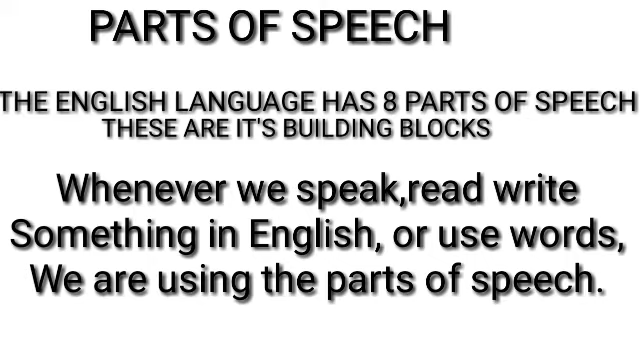 PARTS OF SPEECH
THE ENGLISH LANGUAGE HAS 8 PARTS OF SPEECH
THESE ARE IT'S BUILDING BLOCKS
Whenever we speak,read write
Something in English, or use words,
We are using the parts of speech.